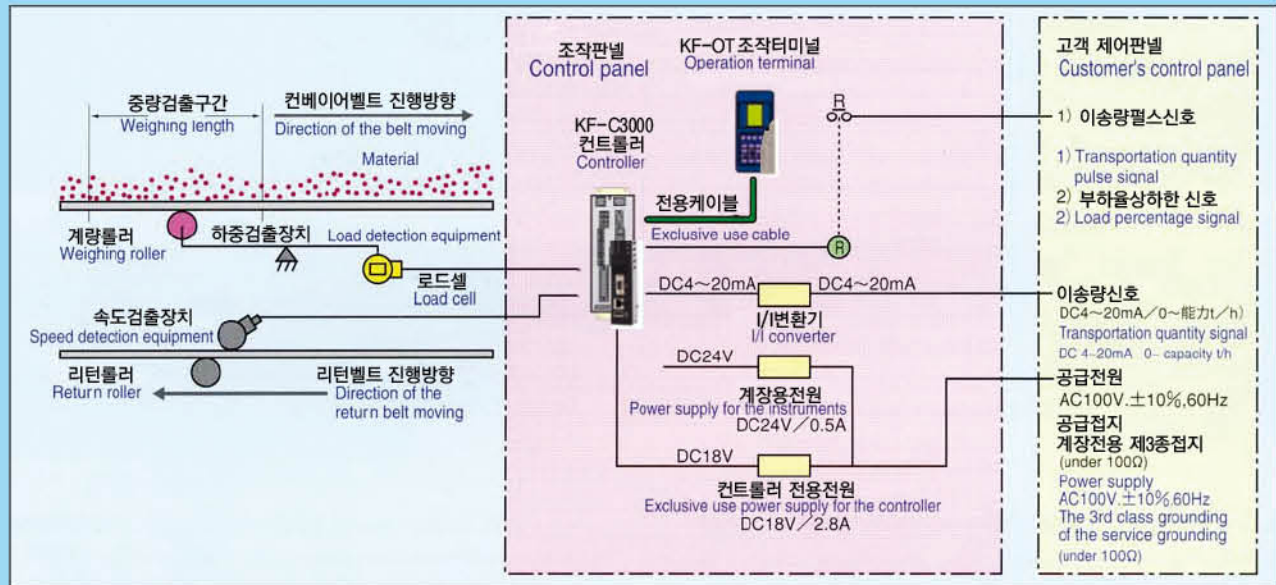 중량검출구간
Weighing length
컨베이어벨트 진행방향
Direction of the belt moving
Material
계량롤러
Weighing roller
하중검출장치
Load detection equipment
로드셀
Load cell
속도검출장치
Speed detection equipment
리턴롤러
Return roller
리턴벨트 진행방향
Direction of the
return belt moving
조작판넬
Control panel
KF-OT 조작터미널
Operation terminal
KF-C3000
컨트롤러
Controller
전용케이블
Exclusive use cable
R
R
DC4~20mA
DC4~20mA
I/I변환기
I/I converter
DC24V
계장용전원
Power supply for the instruments
DC24V/0.5A
DC18V
컨트롤러 전용전원
Exclusive use power supply for the controller
DC18V/2.8A
고객 제어판넬
Customer's control panel
1) 이송량펄스신호
1) Transportation quantity
pulse signal
2) 부하율상하한 신호
2) Load percentage signal
이송량신호
DC4~20mA/0~能力t/h)
Transportation quantity signal
DC 4~20mA 0~ capacity t/h
공급전원
AC100V.±10%,60Hz
공급접지
계장전용 제3종접지
(under 100Ω)
Power supply
AC100V.±10%.60Hz
The 3rd class grounding
of the service grounding
(under 100Ω)